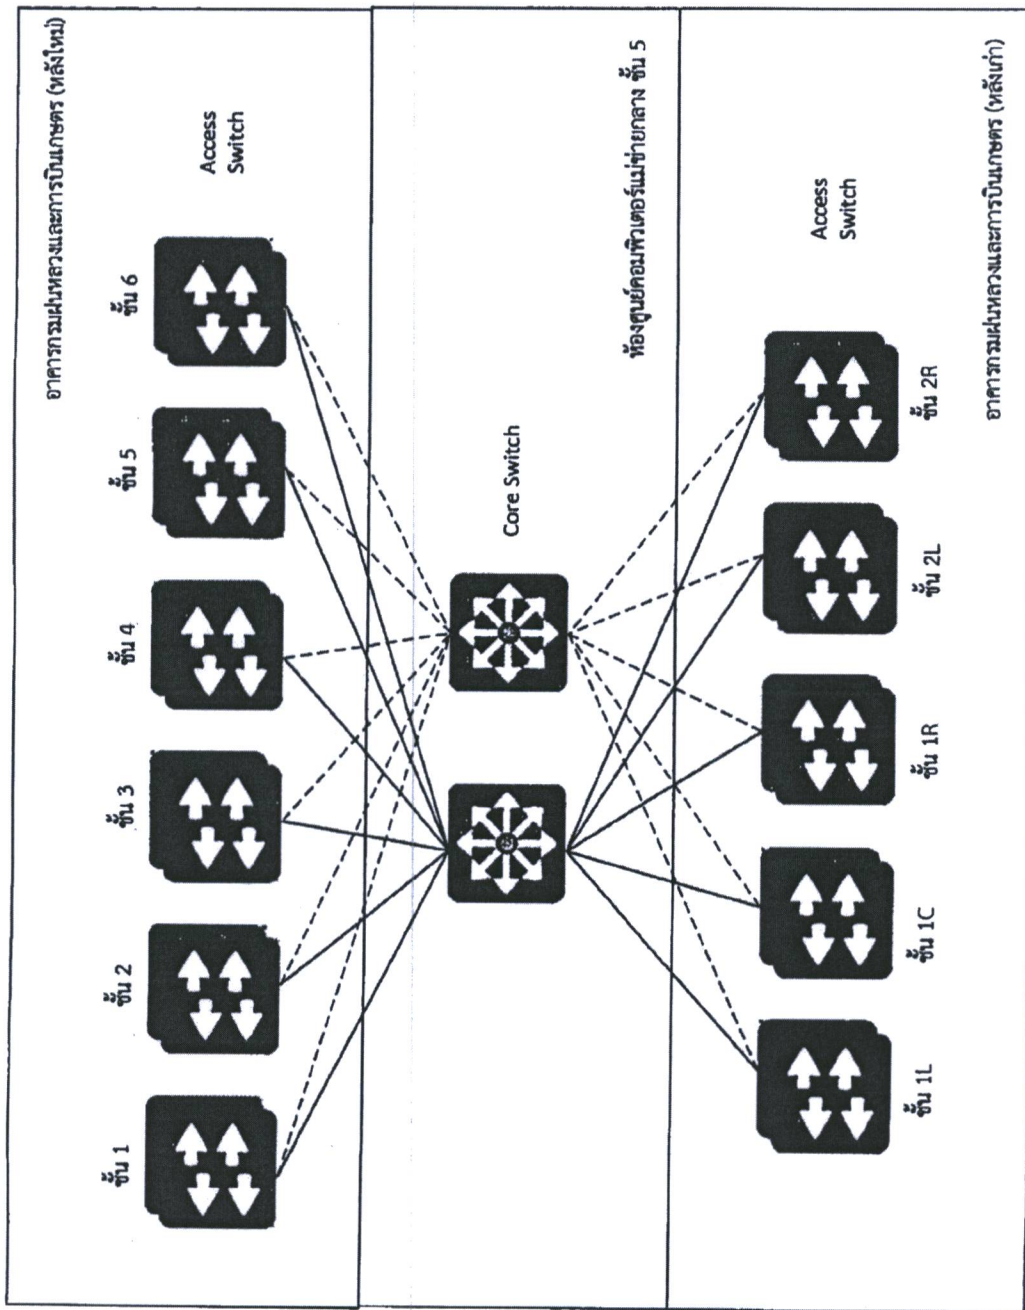 อาคารกรมฝนหลวงและการบินเกษตร (หลังใหม่)
ชั้น 1
ชั้น 2
ชั้น 3
ชั้น 4
ชั้น 5
ชั้น 6
Access
Switch
Core Switch
ห้องศูนย์คอมพิวเตอร์แม่ข่ายกลาง ชั้น 5
Access
Switch
ชั้น 1L
ชั้น 1C
ชั้น 1R
ชั้น 2L
ชั้น 2R
อาคารกรมฝนหลวงและการบินเกษตร (หลังเก่า)